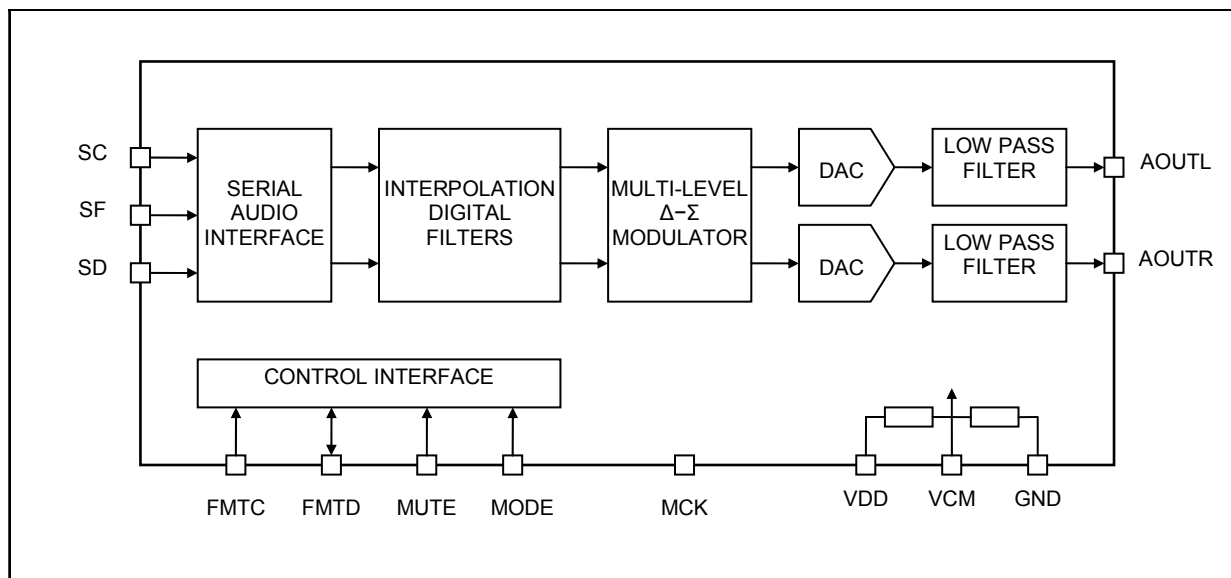 SC
SF
SD
SERIAL
AUDIO
INTERFACE
INTERPOLATION
DIGITAL
FILTERS
MULTI-LEVEL
Δ−Σ
MODULATOR
DAC
LOW PASS
FILTER
AOUTL
DAC
LOW PASS
FILTER
AOUTR
CONTROL INTERFACE
FMTC
FMTD
MUTE
MODE
MCK
VDD
VCM
GND